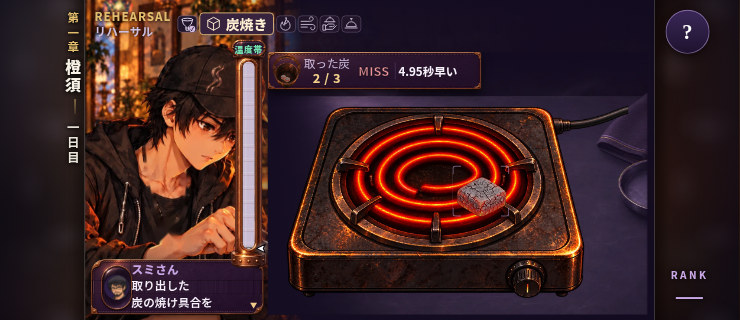 第一章 橙須 ─ 一日目
REHEARSAL
リハーサル
炭焼き
?
温度帯
取った炭
2 / 3
MISS
4.95秒早い
スミさん
取り出した
炭の焼け具合を
RANK